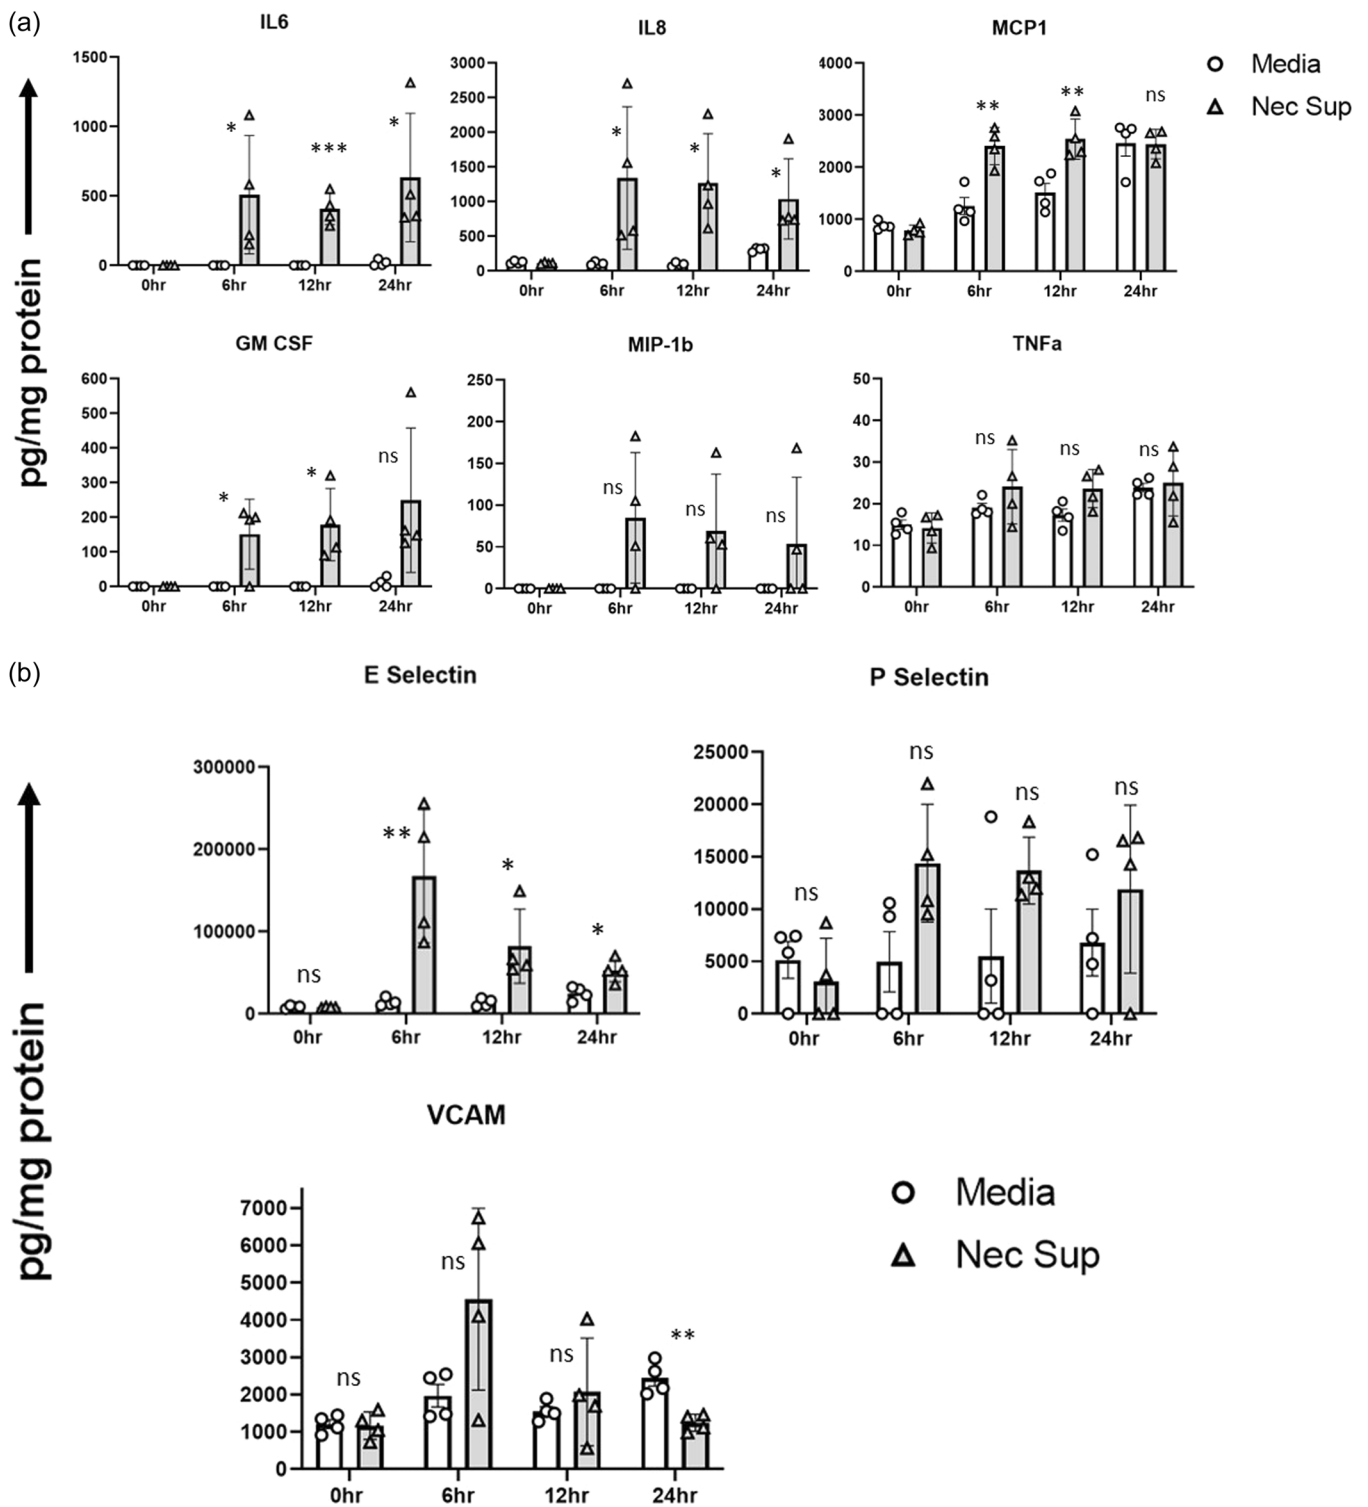 (a)
IL6
IL8
MCP1
Media
Nec Sup
pg/mg protein
1500
1000
500
0
* *** *
0hr 6hr 12hr 24hr
3000
2500
2000
1500
1000
500
0
* * *
0hr 6hr 12hr 24hr
4000
3000
2000
1000
0
** ** ns
0hr 6hr 12hr 24hr
GM CSF
MIP-1b
TNFa
600
500
400
300
200
100
0
* * ns
0hr 6hr 12hr 24hr
250
200
150
100
50
0
ns ns ns
0hr 6hr 12hr 24hr
50
40
30
20
10
0
ns ns ns
0hr 6hr 12hr 24hr
(b)
E Selectin
P Selectin
pg/mg protein
300000
200000
100000
0
ns ** * *
0hr 6hr 12hr 24hr
25000
20000
15000
10000
5000
0
ns ns ns ns
0hr 6hr 12hr 24hr
VCAM
7000
6000
5000
4000
3000
2000
1000
0
ns ns ns **
0hr 6hr 12hr 24hr
Media
Nec Sup